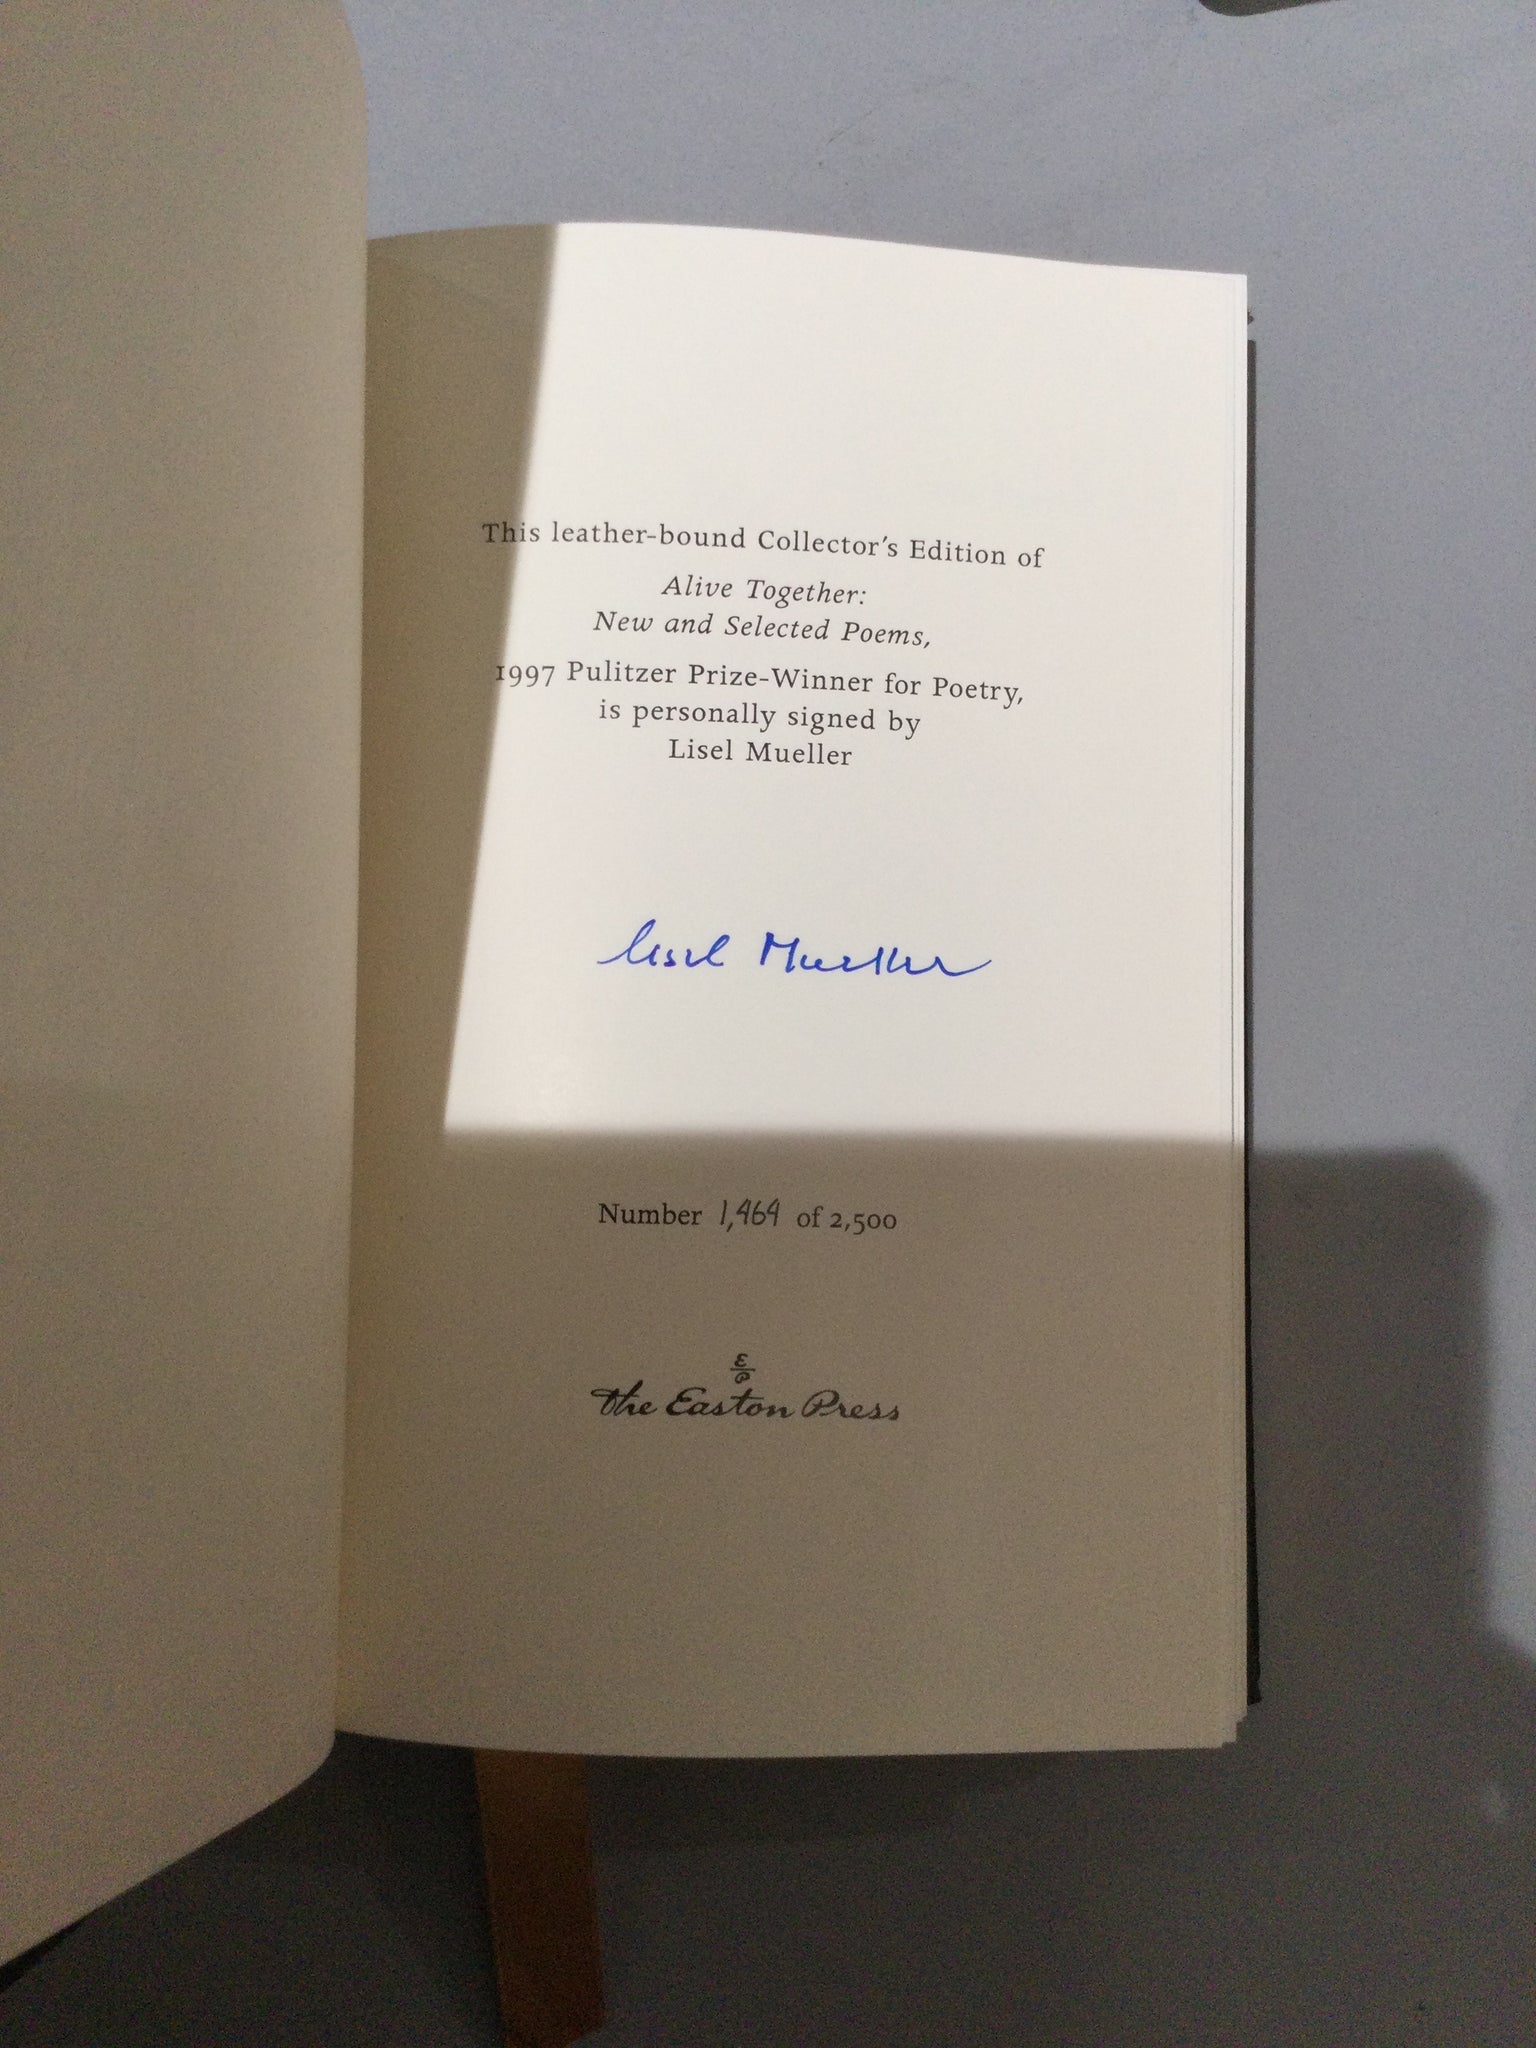 This leather-bound Collector's Edition of
Alive Together:
New and Selected Poems,
1997 Pulitzer Prize-Winner for Poetry,
is personally signed by
Lisel Mueller
Lisel Mueller
Number 1,464 of 2,500
E
P
The Easton Press